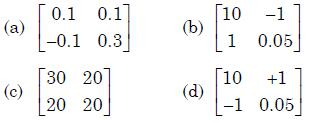 (a) [0.1 0.1
-0.1 0.3]
(b) [10 -1
1 0.05]
(c) [30 20
20 20]
(d) [10 +1
-1 0.05]